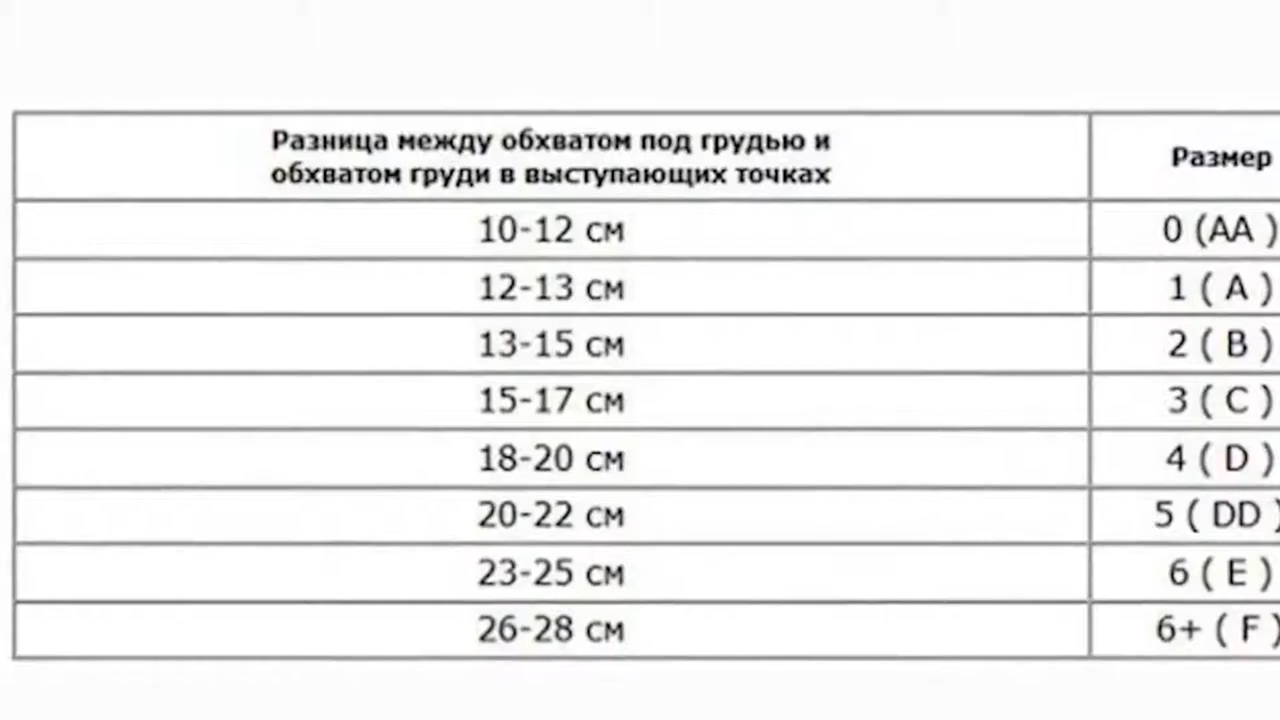 Разница между обхватом под грудью и
обхватом груди в выступающих точках
Размер
10-12 см
0 (AA )
12-13 см
1 ( A )
13-15 см
2 ( B )
15-17 см
3 ( C )
18-20 см
4 ( D )
20-22 см
5 ( DD )
23-25 см
6 ( E )
26-28 см
6+ ( F )